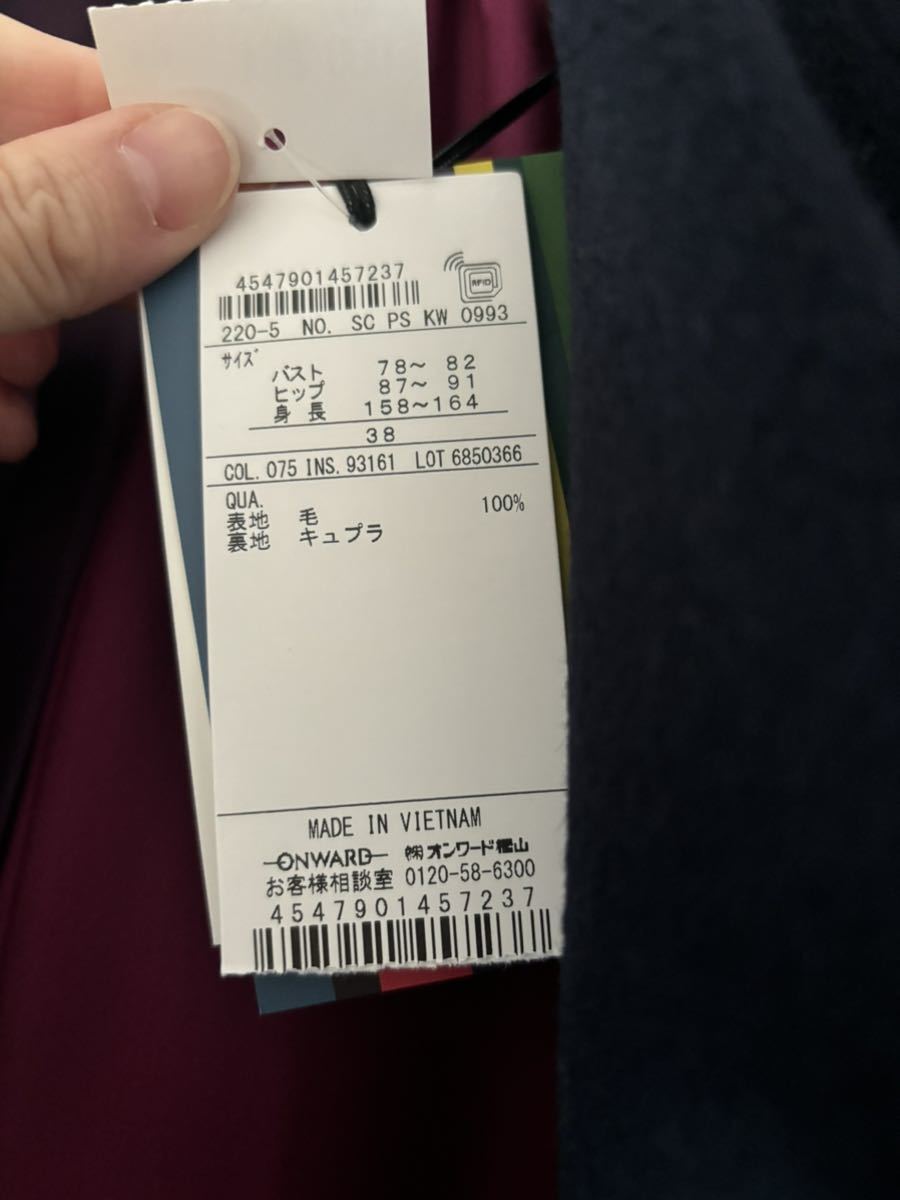 4547901457237
RFID
220-5 NO. SC PS KW 0993
サイズ
バスト 78~ 82
ヒップ 87~ 91
身 長 158~164
38
COL. 075 INS. 93161 LOT 6850366
QUA.
表地 毛 100%
裏地 キュプラ
MADE IN VIETNAM
ONWARD ㈱オンワード樫山
お客様相談室 0120-58-6300
4547901457237